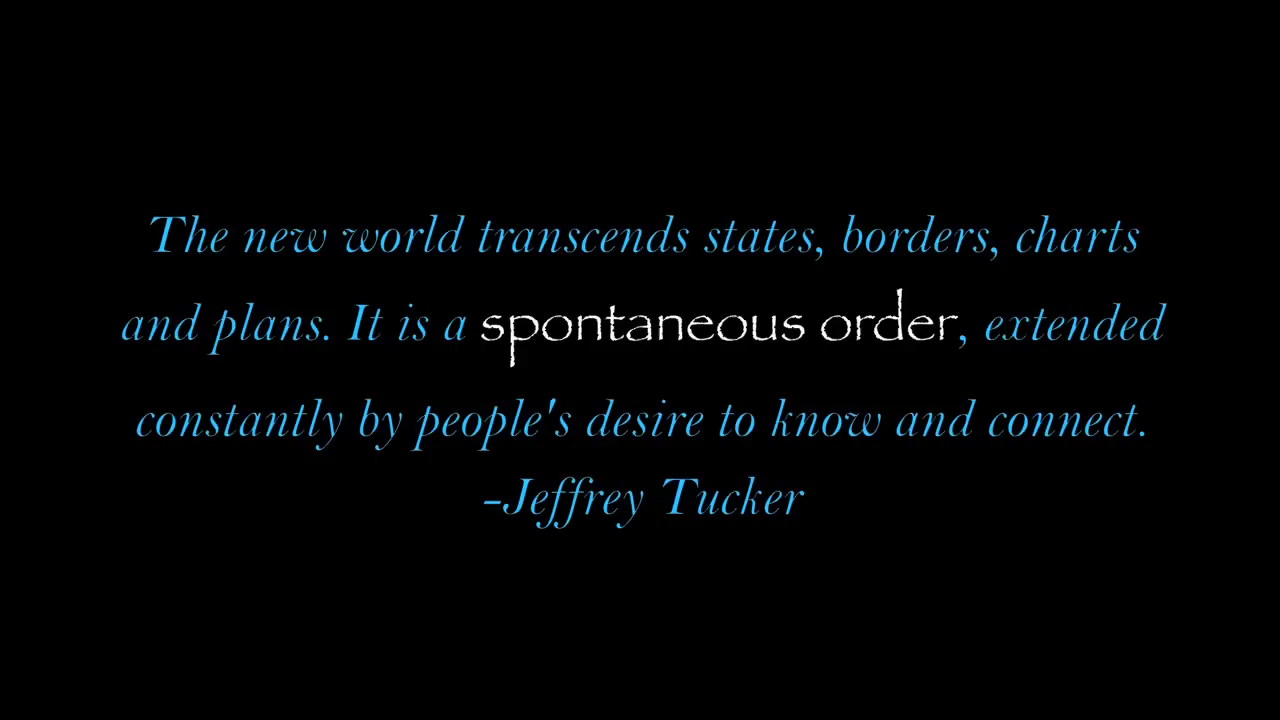 The new world transcends states, borders, charts
and plans. It is a spontaneous order, extended
constantly by people's desire to know and connect.
-Jeffrey Tucker